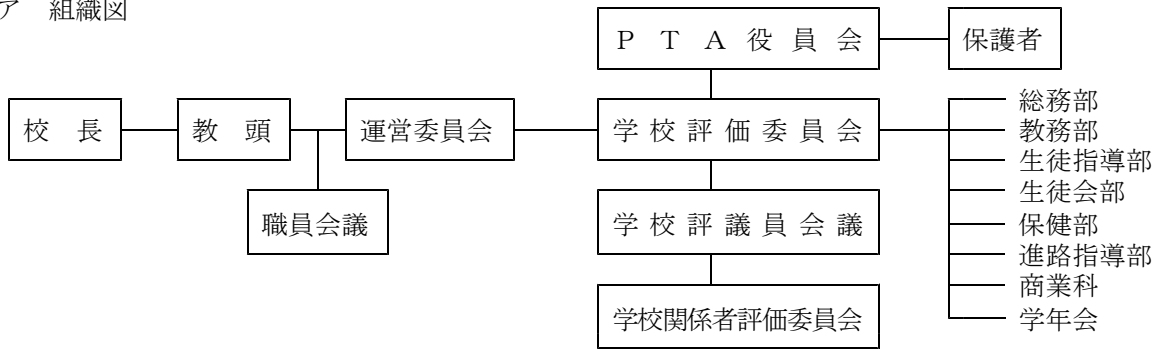 ア 組織図
ＰＴＡ役員会
保護者
校長
教頭
運営委員会
学校評価委員会
職員会議
学校評議員会議
学校関係者評価委員会
総務部
教務部
生徒指導部
生徒会部
保健部
進路指導部
商業科
学年会